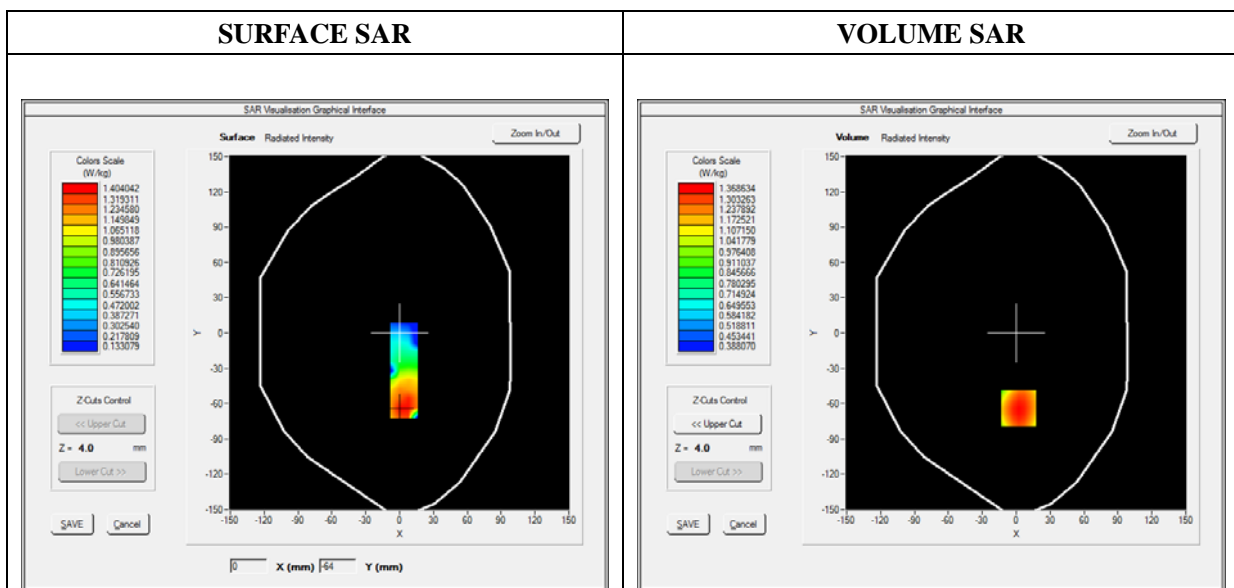 SURFACE SAR
VOLUME SAR
SAR Visualisation Graphical Interface
Surface Radiated Intensity
Zoom In/Out
Colors Scale
(W/kg)
1.404042
1.319311
1.234580
1.149849
1.065118
0.980387
0.895656
0.810926
0.726195
0.641464
0.556733
0.472002
0.387271
0.302540
0.217809
0.133079
Z-Cuts Control
<< Upper Cut
Z = 4.0 mm
Lower Cut >>
SAVE Cancel
150
120
90
60
30
0
-30
-60
-90
-120
-150
Y
-150 -120 -90 -60 -30 0 30 60 90 120 150
X
0 X (mm) -64 Y (mm)
SAR Visualisation Graphical Interface
Volume Radiated Intensity
Zoom In/Out
Colors Scale
(W/kg)
1.368634
1.303263
1.237892
1.172521
1.107150
1.041779
0.976408
0.911037
0.845666
0.780295
0.714924
0.649553
0.584182
0.518811
0.453441
0.388070
Z-Cuts Control
<< Upper Cut
Z = 4.0 mm
Lower Cut >>
SAVE Cancel
150
120
90
60
30
0
-30
-60
-90
-120
-150
Y
-150 -120 -90 -60 -30 0 30 60 90 120 150
X